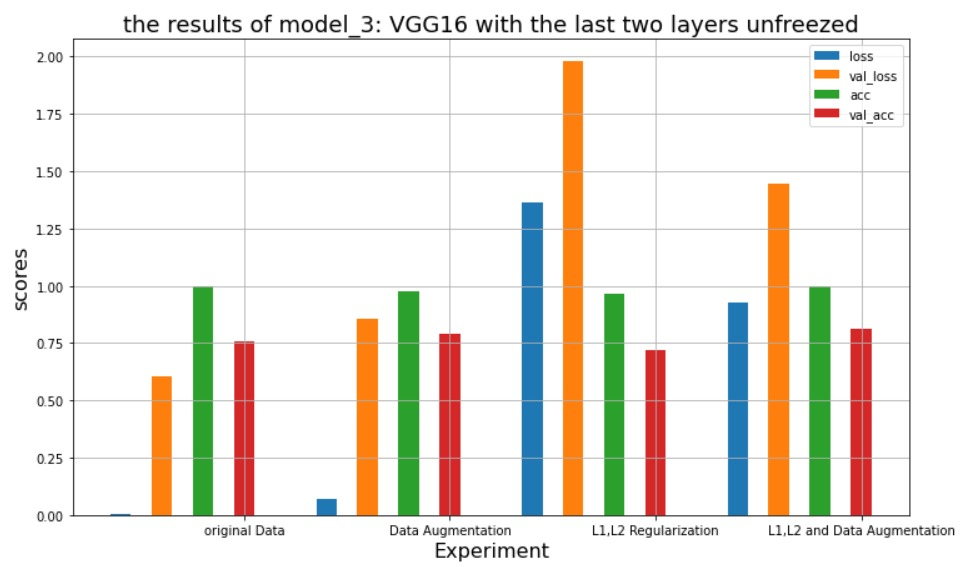 the results of model_3: VGG16 with the last two layers unfreezed
loss
val_loss
acc
val_acc
scores
2.00
1.75
1.50
1.25
1.00
0.75
0.50
0.25
0.00
original Data
Data Augmentation
L1,L2 Regularization
L1,L2 and Data Augmentation
Experiment